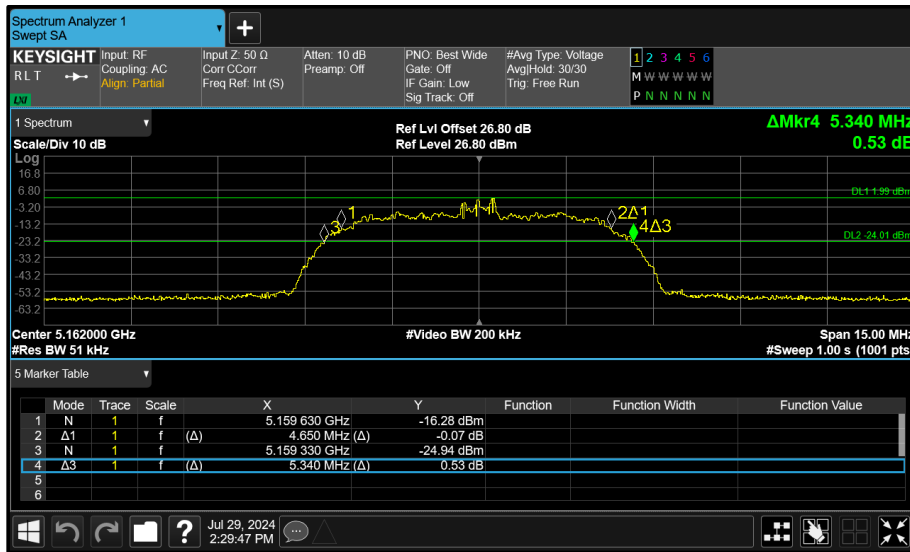 Spectrum Analyzer 1
Swept SA
+
KEYSIGHT Input: RF Input Z: 50 Ω Atten: 10 dB PNO: Best Wide #Avg Type: Voltage 1 2 3 4 5 6
R L T Coupling: AC Corr CCorr Preamp: Off Gate: Off Avg|Hold: 30/30 M W W W W W
Align: Partial Freq Ref: Int (S) IF Gain: Low Trig: Free Run P N N N N N
LXI Sig Track: Off
1 Spectrum Ref Lvl Offset 26.80 dB ΔMkr4 5.340 MHz
Scale/Div 10 dB Ref Level 26.80 dBm 0.53 dB
Log
16.8
6.80 DL1 1.99 dBm
-3.20
1 2Δ1
-13.2
3 4Δ3
-23.2 DL2 -24.01 dBm
-33.2
-43.2
-53.2
-63.2
Center 5.162000 GHz #Video BW 200 kHz Span 15.00 MHz
#Res BW 51 kHz #Sweep 1.00 s (1001 pts
5 Marker Table
Mode Trace Scale X Y Function Function Width Function Value
1 N 1 f 5.159 630 GHz -16.28 dBm
2 Δ1 1 f (Δ) 4.650 MHz (Δ) -0.07 dB
3 N 1 f 5.159 330 GHz -24.94 dBm
4 Δ3 1 f (Δ) 5.340 MHz (Δ) 0.53 dB
5
6
? Jul 29, 2024
2:29:47 PM